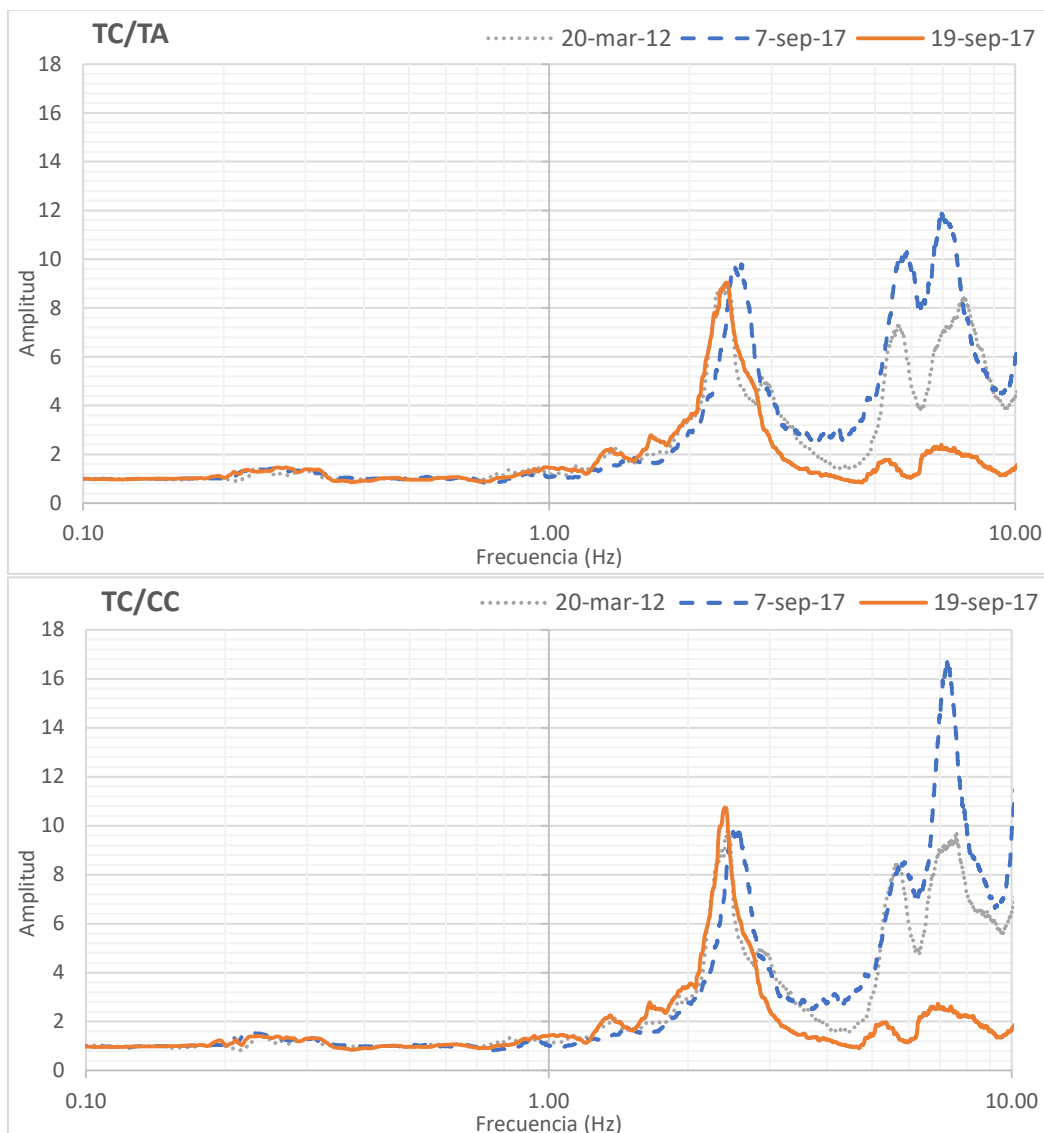 TC/TA
20-mar-12 7-sep-17 19-sep-17
18
16
14
12
10
8
6
4
2
0
Amplitud
0.10 1.00 10.00
Frecuencia (Hz)
TC/CC
20-mar-12 7-sep-17 19-sep-17
18
16
14
12
10
8
6
4
2
0
Amplitud
0.10 1.00 10.00
Frecuencia (Hz)